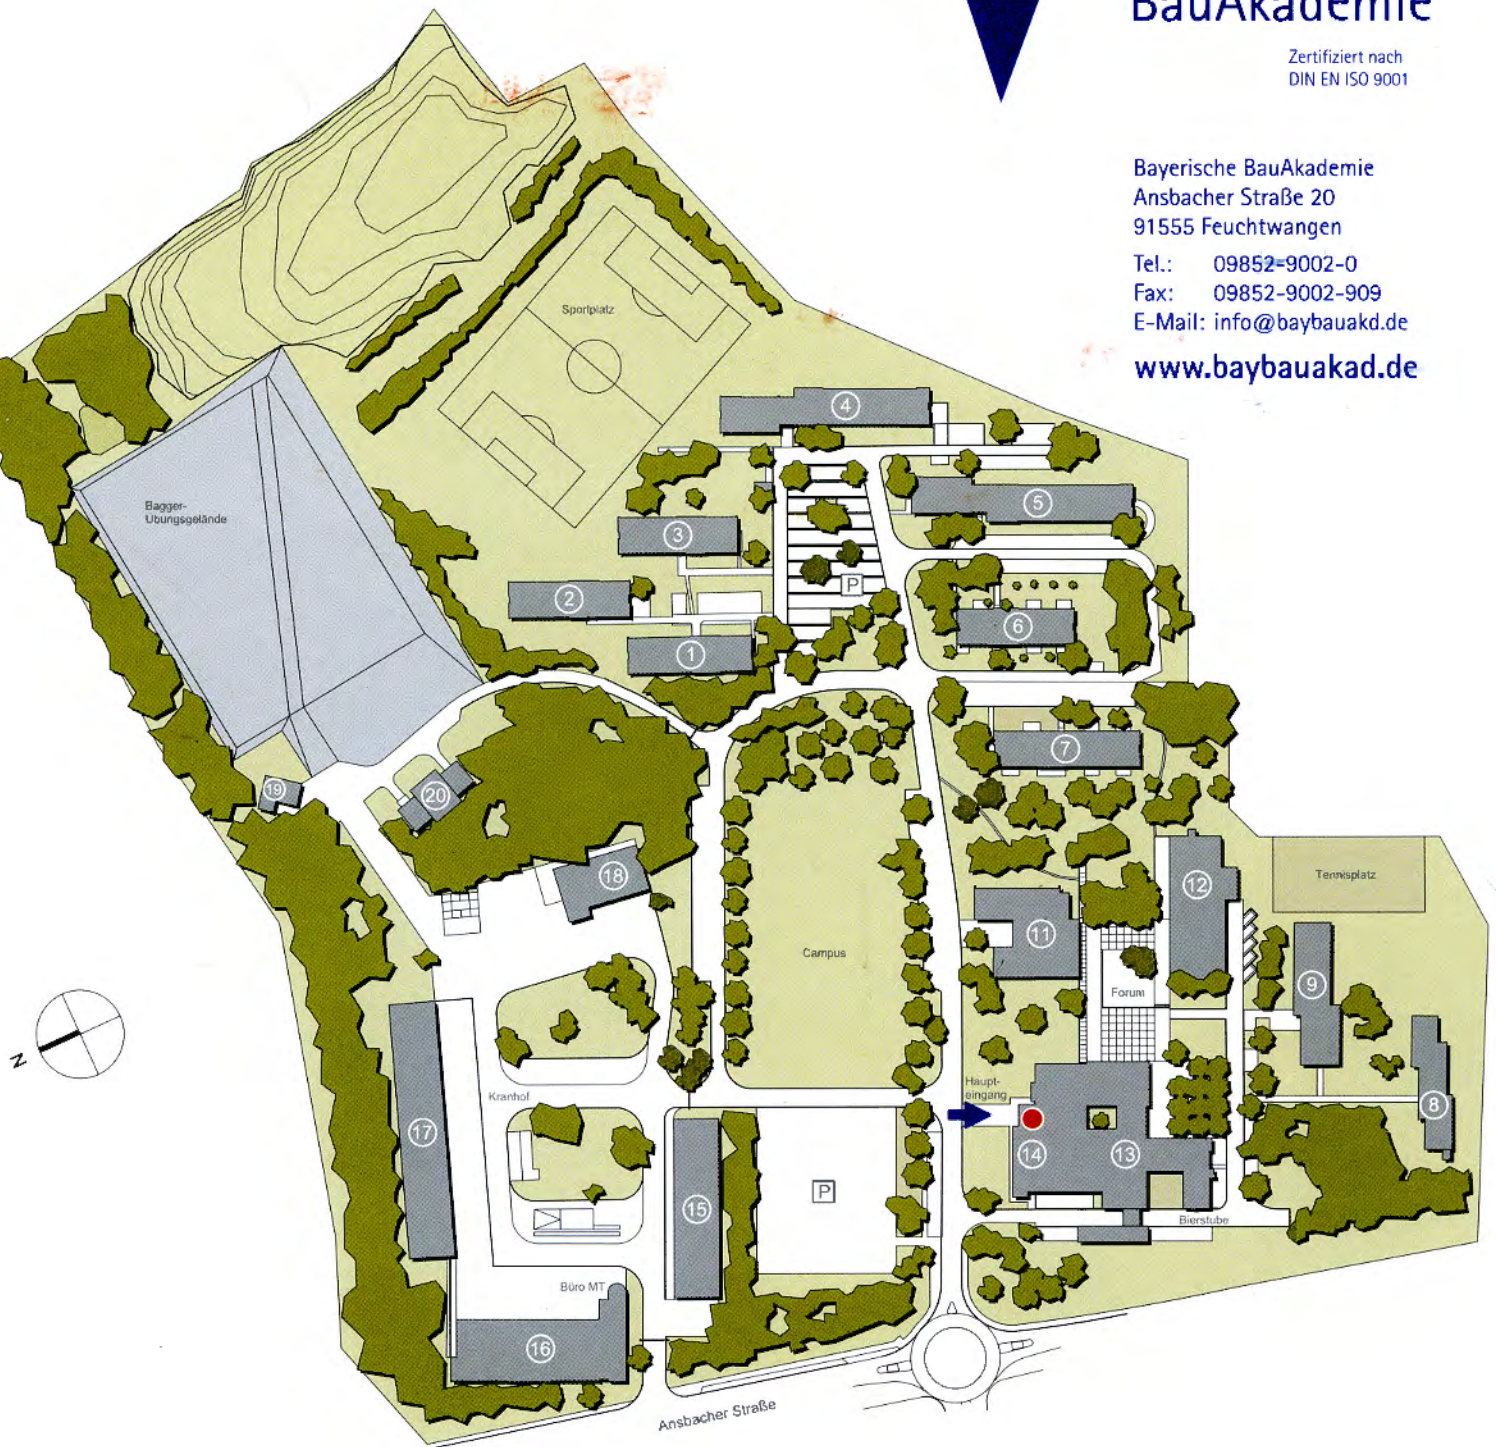 BauAkademie
Zertifiziert nach
DIN EN ISO 9001
Bayerische BauAkademie
Ansbacher Straße 20
91555 Feuchtwangen
Tel.: 09852-9002-0
Fax: 09852-9002-909
E-Mail: info@baybauakd.de
www.baybauakad.de
Sportplatz
4
Bagger-
Übungsgelände
5
3
P
2
6
1
7
19
20
18
12
Tennisplatz
11
Campus
9
Forum
N
Haupt-
eingang
Kranhof
8
17
14
13
15
P
Bierstube
Büro MT
16
Ansbacher Straße